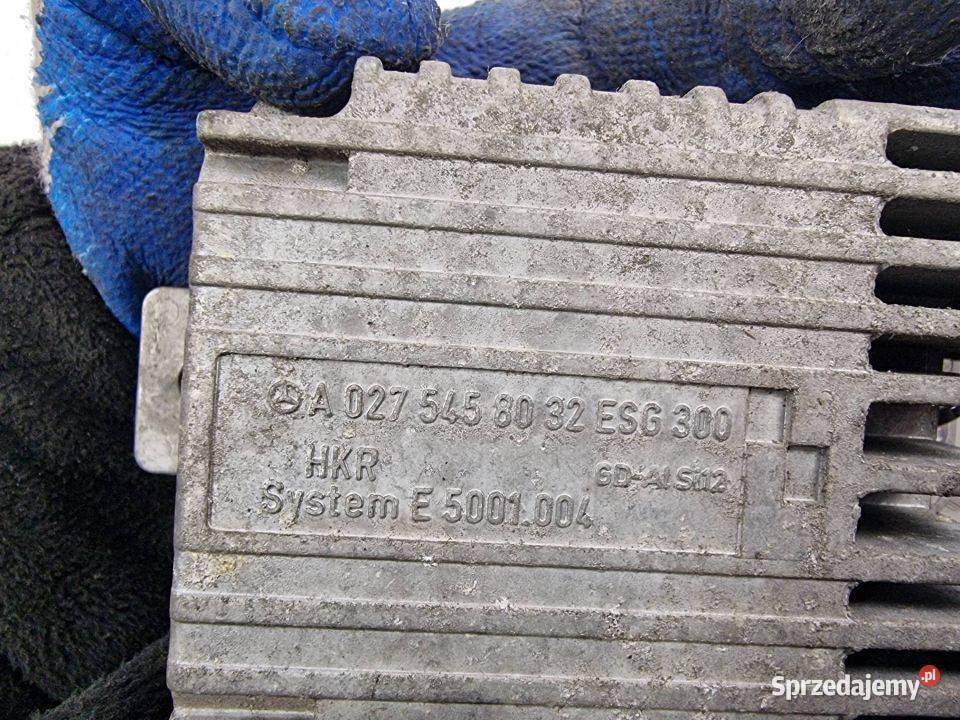 A 027 545 80 32 ESG 300
HKR GD-AlSi12
System E 5001.004
Sprzedajemy.pl